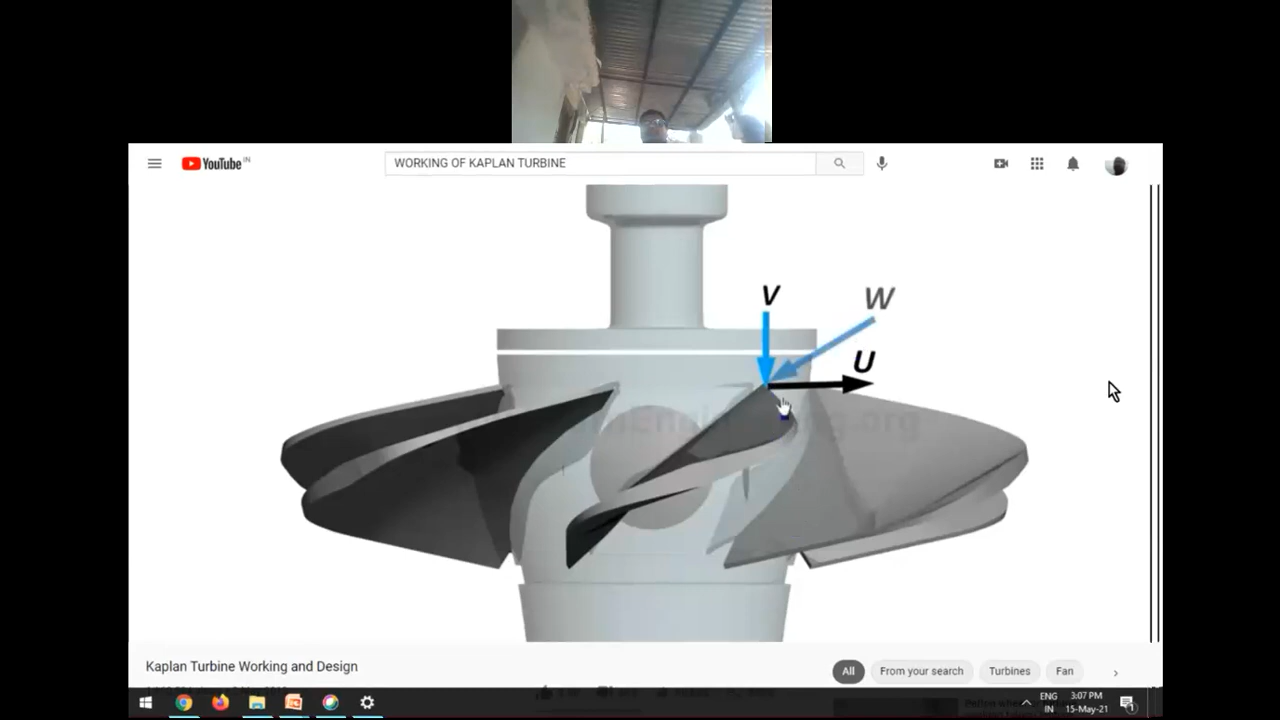 YouTube IN
WORKING OF KAPLAN TURBINE
V
W
U
Kaplan Turbine Working and Design
All
From your search
Turbines
Fan
ENG
IN
3:07 PM
15-May-21